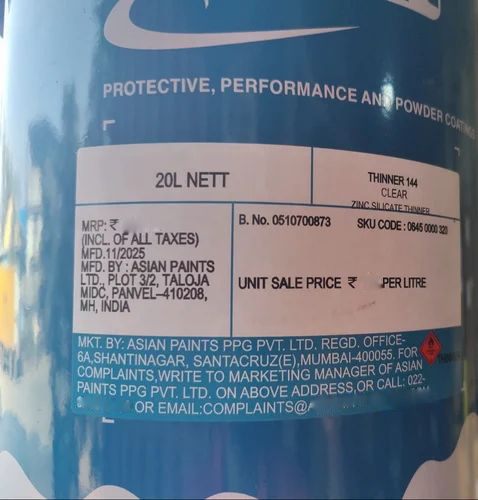 PROTECTIVE, PERFORMANCE AND POWDER COATINGS
20L NETT
THINNER 144
CLEAR
ZINC SILICATE THINNER
MRP: ₹
(INCL. OF ALL TAXES)
MFD.11/2025
MFD. BY : ASIAN PAINTS
LTD., PLOT 3/2, TALOJA
MIDC, PANVEL-410208,
MH, INDIA
B. No. 0510700873
SKU CODE : 0645 0000 320
UNIT SALE PRICE ₹ .PER LITRE
MKT. BY: ASIAN PAINTS PPG PVT. LTD. REGD. OFFICE-
6A,SHANTINAGAR, SANTACRUZ(E),MUMBAI-400055. FOR
COMPLAINTS,WRITE TO MARKETING MANAGER OF ASIAN
PAINTS PPG PVT. LTD. ON ABOVE ADDRESS,OR CALL: 022-
OR EMAIL:COMPLAINTS@